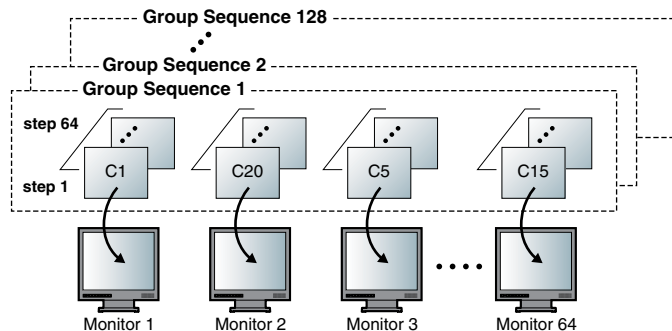 Group Sequence 128
Group Sequence 2
Group Sequence 1
step 64
step 1
C1 C20 C5 C15
Monitor 1 Monitor 2 Monitor 3 Monitor 64